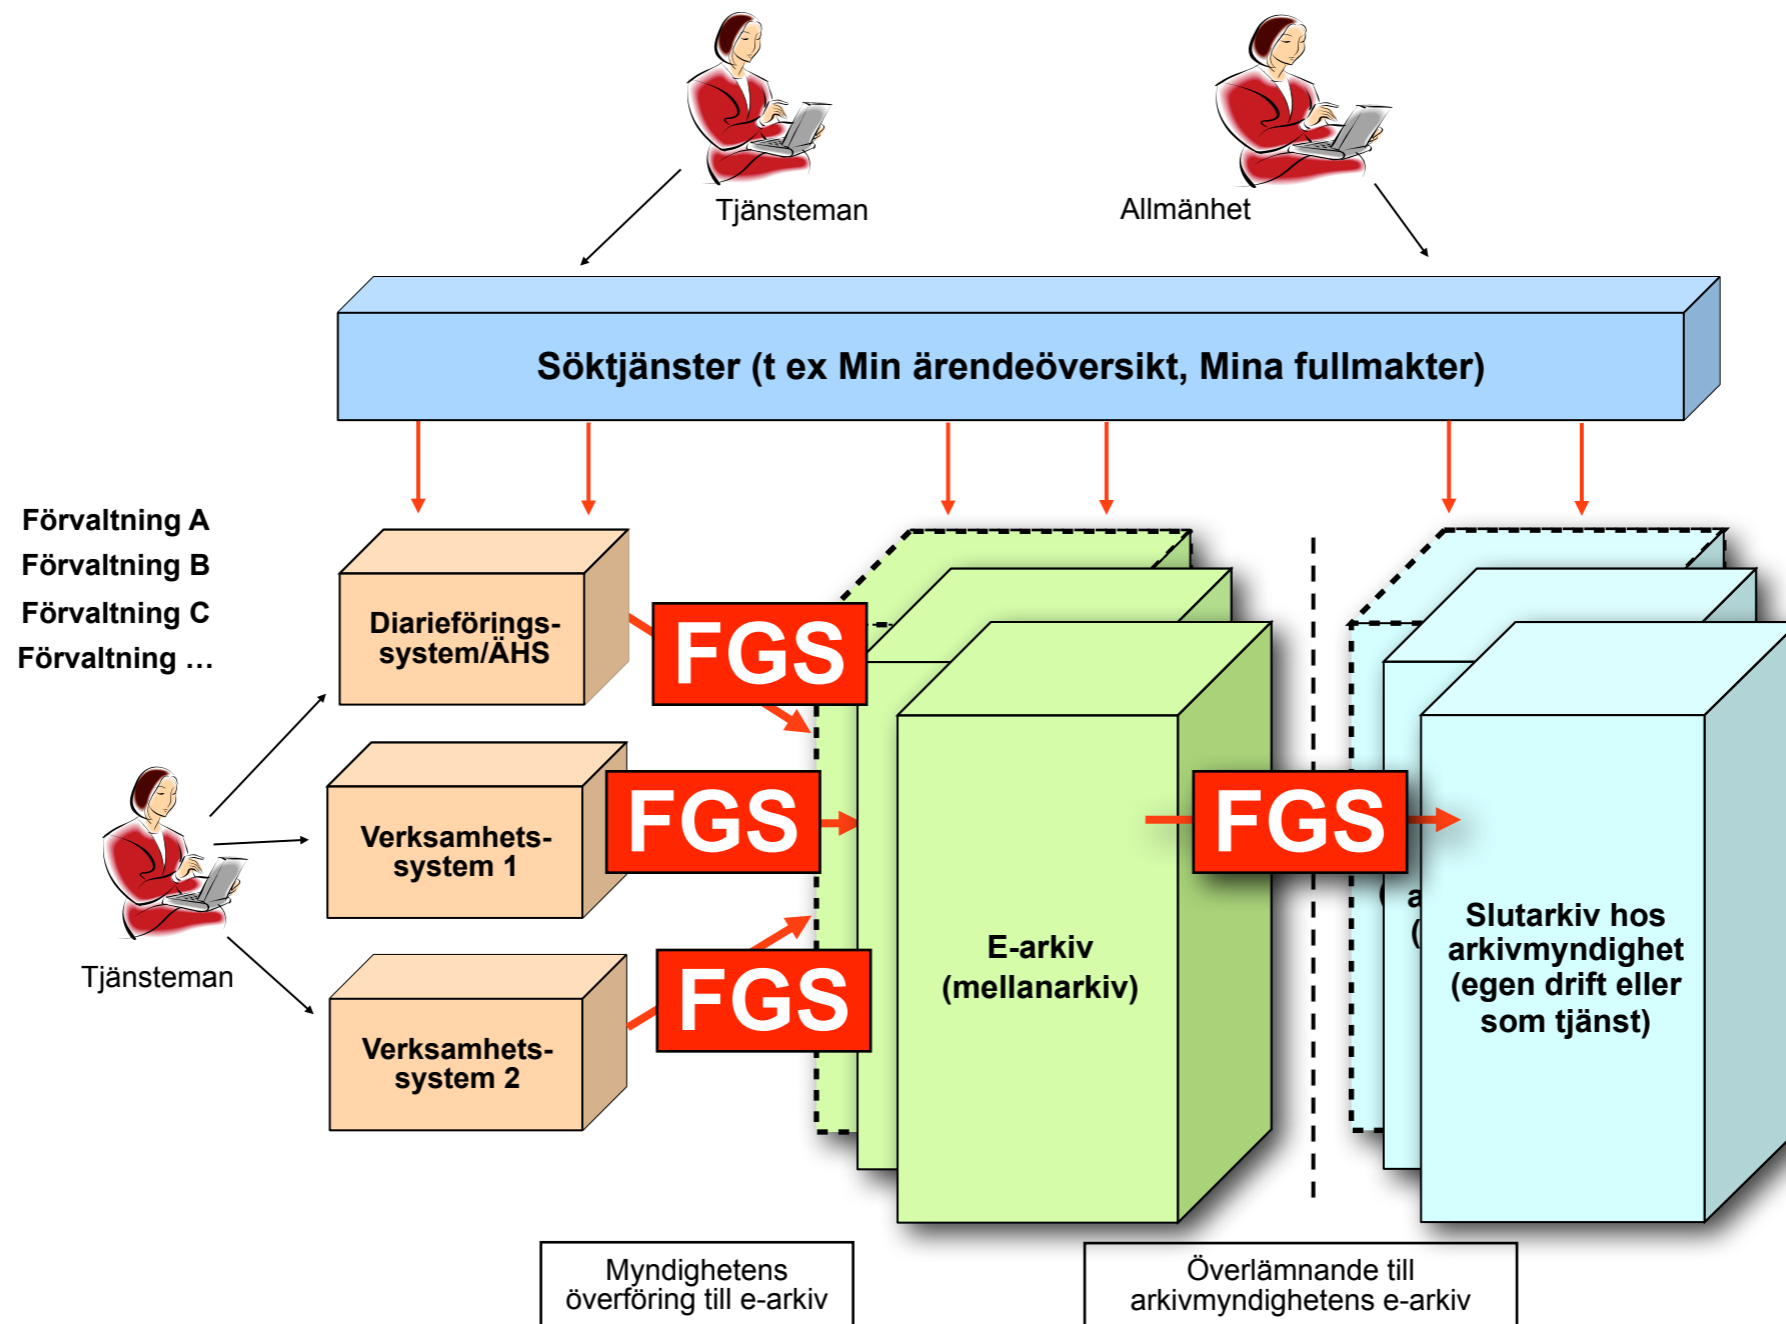 Tjänsteman
Allmänhet
Söktjänster (t ex Min ärendeöversikt, Mina fullmakter)
Förvaltning A
Förvaltning B
Förvaltning C
Förvaltning …
Diarieförings-
system/ÄHS
FGS
Verksamhets-
system 1
FGS
FGS
Tjänsteman
E-arkiv
(mellanarkiv)
Slutarkiv hos
arkivmyndighet
(egen drift eller
som tjänst)
FGS
Verksamhets-
system 2
Myndighetens
överföring till e-arkiv
Överlämnande till
arkivmyndighetens e-arkiv